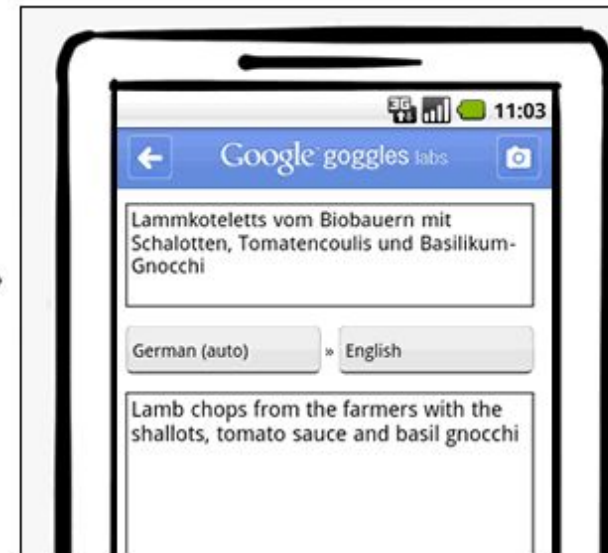 3G 11:03
Google goggles labs
Lammkoteletts vom Biobauern mit
Schalotten, Tomatencoulis und Basilikum-
Gnocchi
German (auto) » English
Lamb chops from the farmers with the
shallots, tomato sauce and basil gnocchi